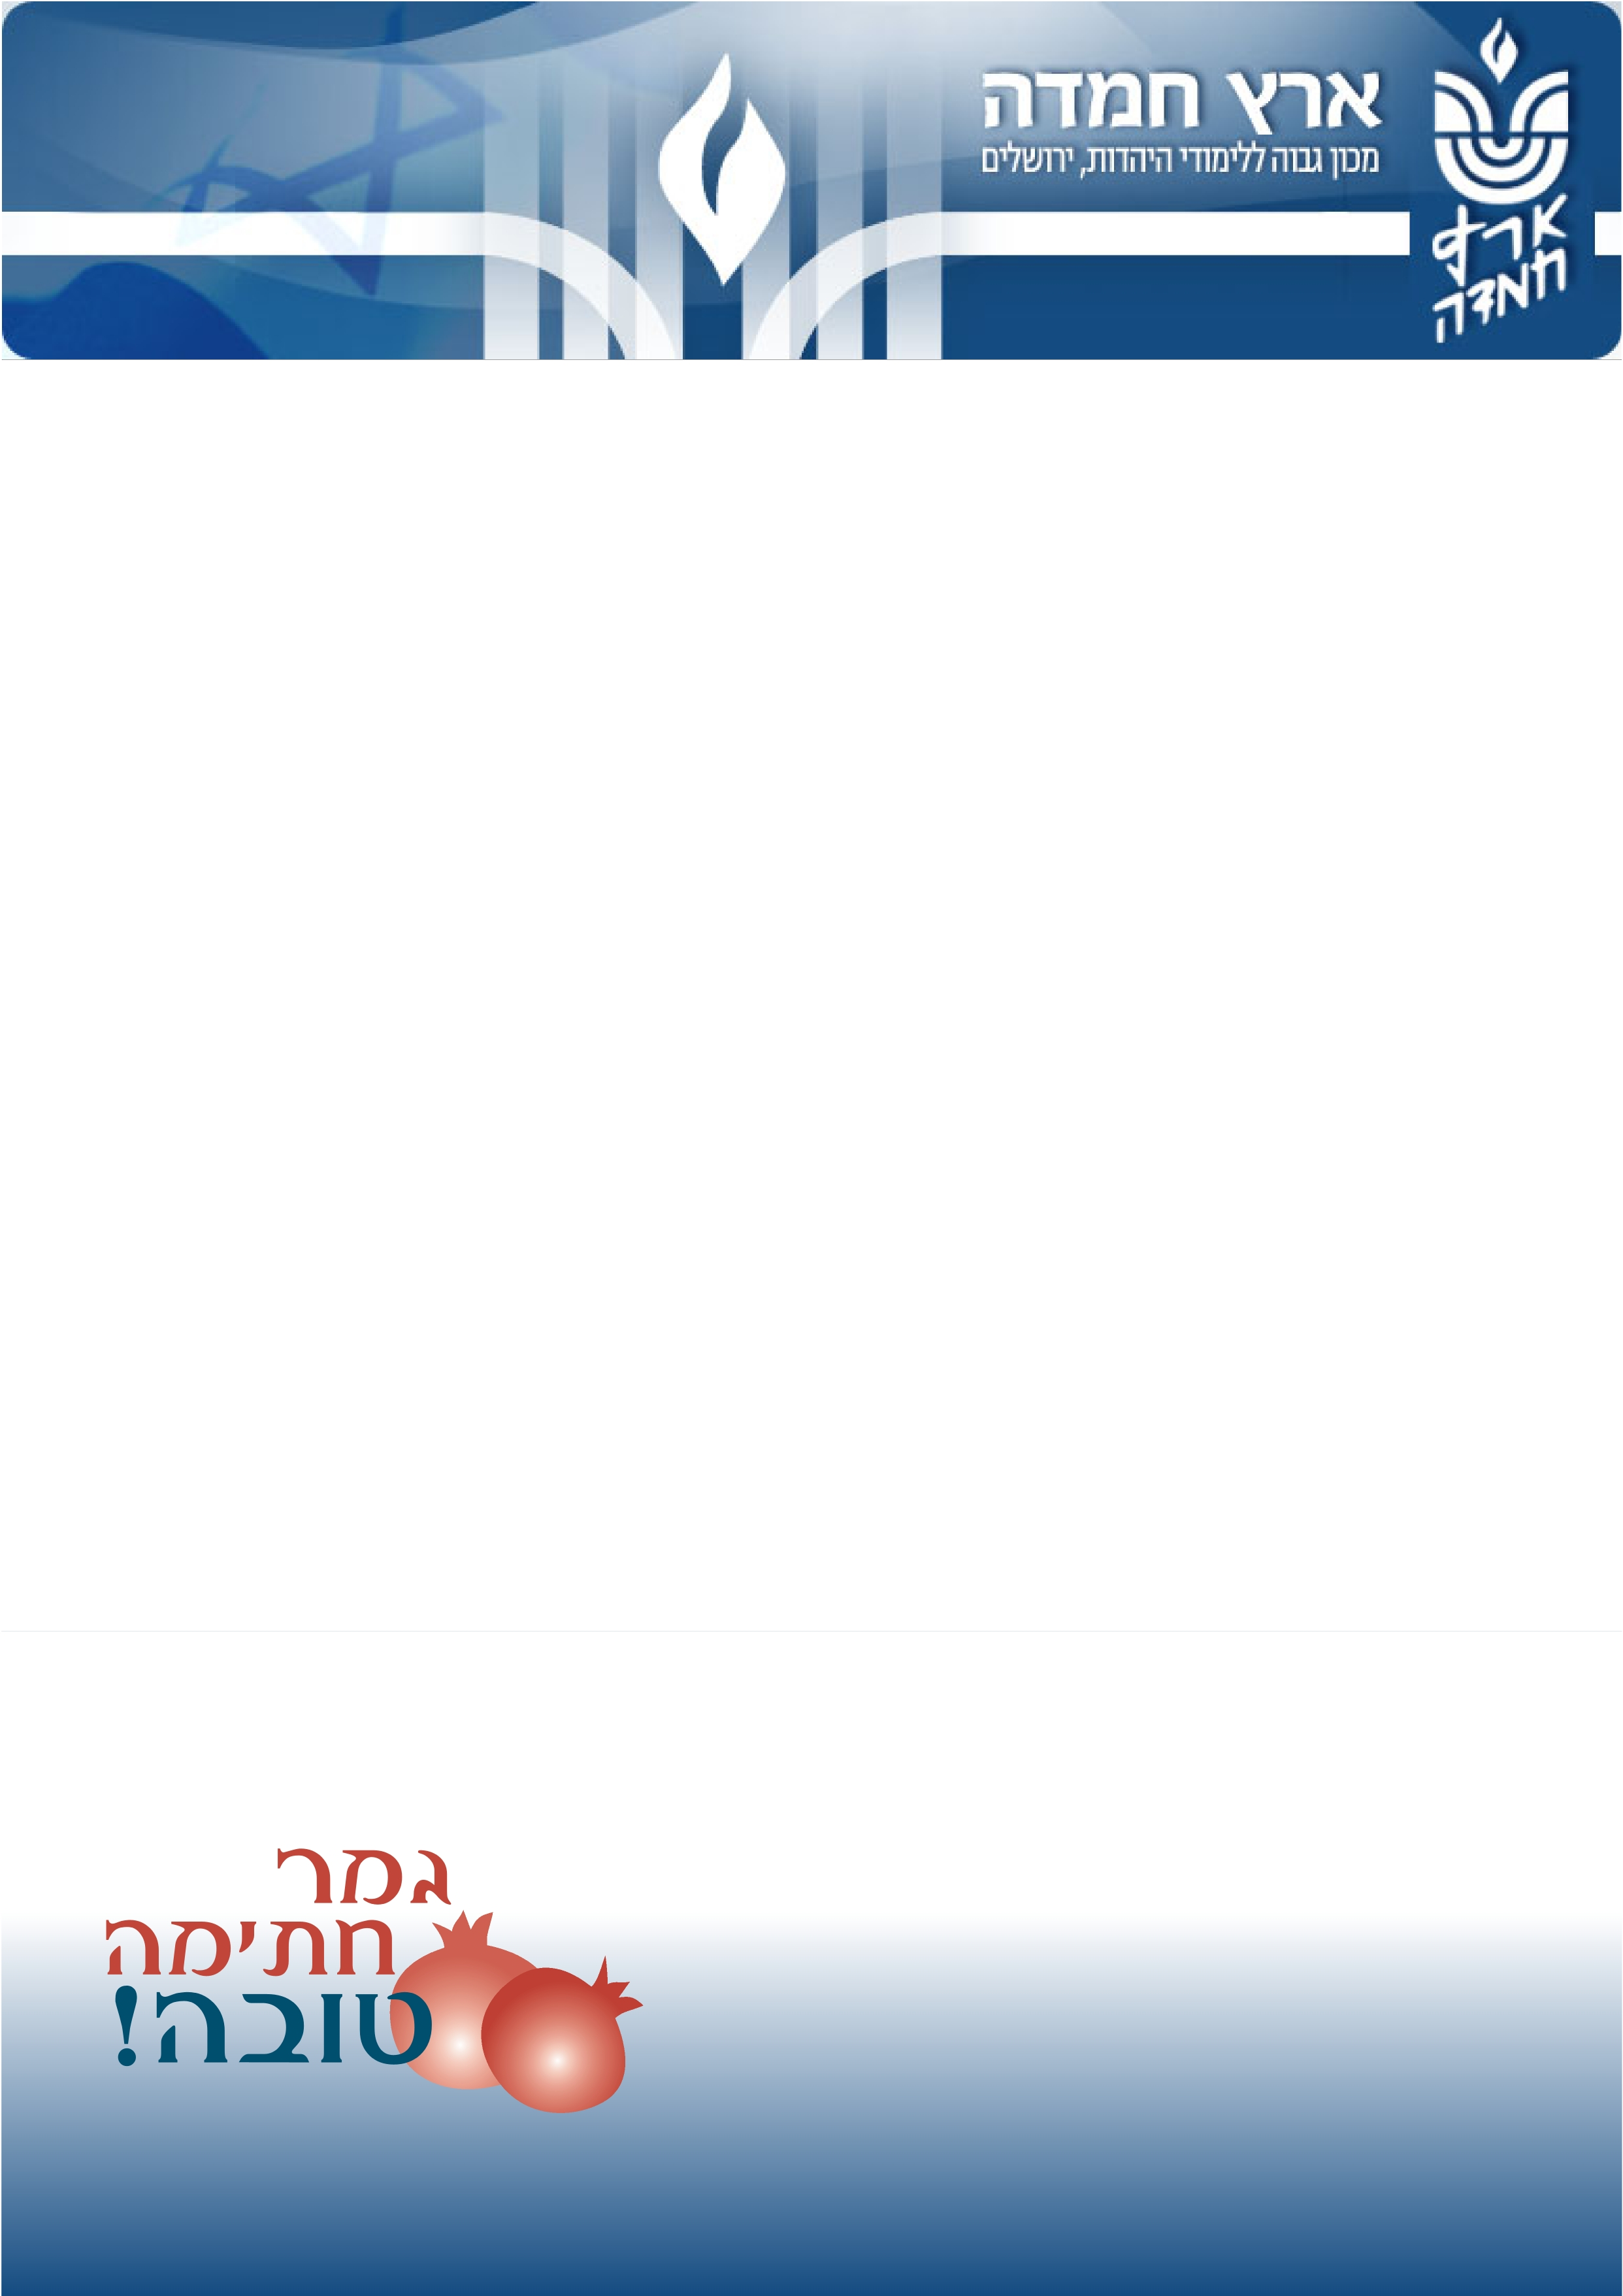 ארץ חמדה
מכון גבוה ללימודי היהדות, ירושלים
ארץ
חמדה
גמר
חתימה
טובה!